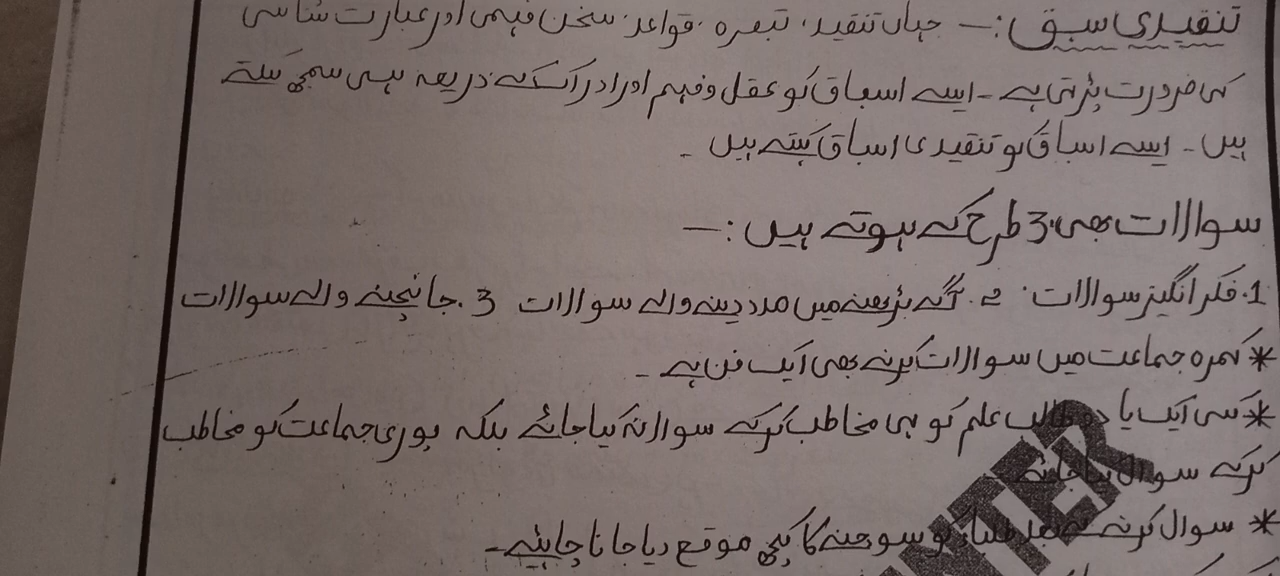 تنقیدی سبق :— جہاں تنقید، تبصرہ، قواعد، سخن فہمی اور عبارت شناسی
کی ضرورت پڑتی ہے ۔ ایسے اسباق کو عقل و فہم اور ادراک کے ذریعہ ہی سمجھ سکتے
ہیں ۔ ایسے اسباق کو تنقیدی اسباق کہتے ہیں ۔
سوالات بھی 3 طرح کے ہوتے ہیں :—
1. فکر انگیز سوالات 2. آگے بڑھنے میں مدد دینے والے سوالات 3. جانچنے والے سوالات
* کمرہ جماعت میں سوالات کرنے بھی ایک فن ہے ۔
* کسی ایک یا دو طالب علم کو ہی مخاطب کرکے سوال نہ کیا جائے بلکہ پوری جماعت کو مخاطب
کرکے سوال کیا جائے
* سوال کرنے کے بعد طلباء کو سوچنے کا کچھ موقع دیا جانا چاہئیے ۔
NTER